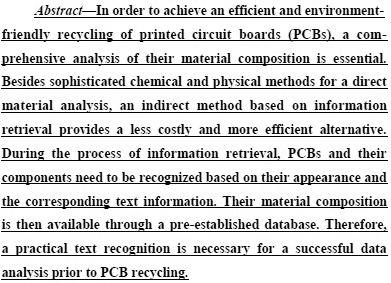 Abstract—In order to achieve an efficient and environment-
friendly recycling of printed circuit boards (PCBs), a com-
prehensive analysis of their material composition is essential.
Besides sophisticated chemical and physical methods for a direct
material analysis, an indirect method based on information
retrieval provides a less costly and more efficient alternative.
During the process of information retrieval, PCBs and their
components need to be recognized based on their appearance and
the corresponding text information. Their material composition
is then available through a pre-established database. Therefore,
a practical text recognition is necessary for a successful data
analysis prior to PCB recycling.